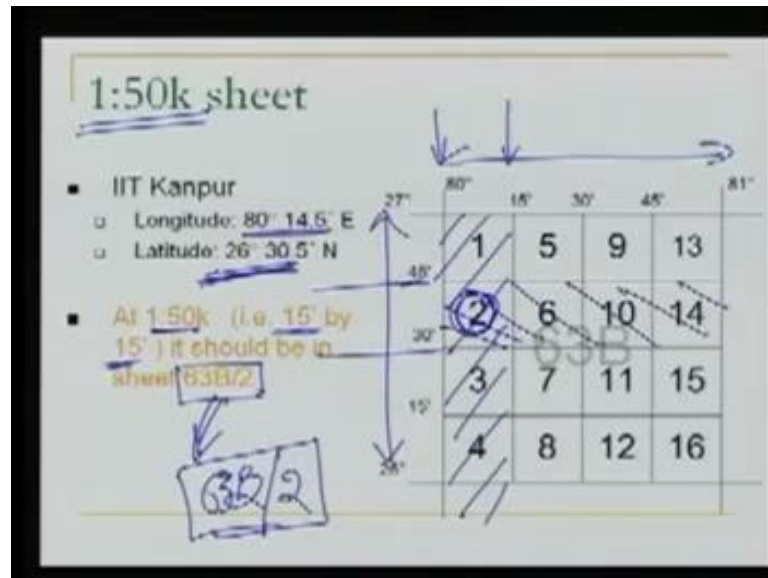 1:50k sheet
■ IIT Kanpur
❑ Longitude: 80° 14.5' E
❑ Latitude: 26° 30.5' N
■ At 1:50k (i.e. 15' by
15' ) it should be in
sheet 63B/2
63B/2
80° 81°
27° 15' 30' 45'
1 5 9 13
45'
2 6 10 14
30' 63B
3 7 11 15
15'
4 8 12 16
26°